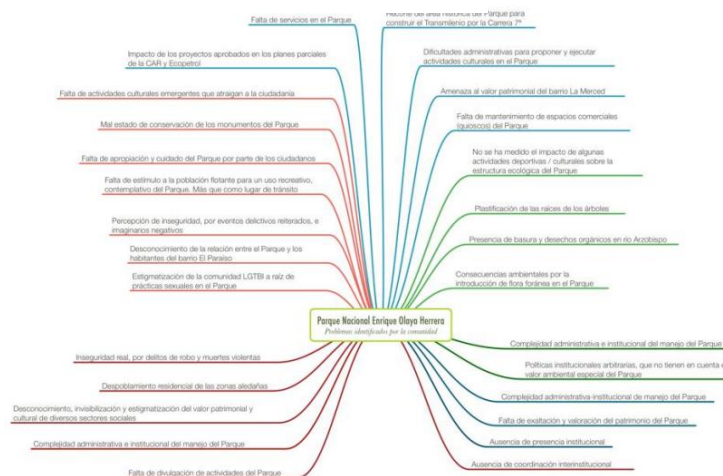 Falta de servicios en el Parque
Impacto de los proyectos aprobados en los planes parciales
de la CAR y Ecopetrol
Falta de actividades culturales emergentes que atraigan a la ciudadanía
Mal estado de conservación de los monumentos del Parque
Falta de apropiación y cuidado del Parque por parte de los ciudadanos
Falta de estímulo a la población flotante para un uso recreativo,
contemplativo del Parque. Más que como lugar de tránsito
Percepción de inseguridad, por eventos delictivos reiterados, e
imaginarios negativos
Desconocimiento de la relación entre el Parque y los
habitantes del barrio El Paraíso
Estigmatización de la comunidad LGTBI a raíz de
prácticas sexuales en el Parque
del área histórica del Parque para
construir el Transmilenio por la Carrera 7ª
Dificultades administrativas para proponer y ejecutar
actividades culturales en el Parque
Amenaza al valor patrimonial del barrio La Merced
Falta de mantenimiento de espacios comerciales
(quioscos) del Parque
No se ha medido el impacto de algunas
actividades deportivas / culturales sobre la
estructura ecológica del Parque
Plastificación de las raíces de los árboles
Presencia de basura y desechos orgánicos en río Arzobispo
Consecuencias ambientales por la
introducción de flora foránea en el Parque
Parque Nacional Enrique Olaya Herrera
Problemas identificados por la comunidad
Inseguridad real, por delitos de robo y muertes violentas
Despoblamiento residencial de las zonas aledañas
Desconocimiento, invisibilización y estigmatización del valor patrimonial y
cultural de diversos sectores sociales
Complejidad administrativa e institucional del manejo del Parque
Falta de divulgación de actividades del Parque
Complejidad administrativa e institucional del manejo del Parque
Políticas institucionales arbitrarias, que no tienen en cuenta
valor ambiental especial del Parque
Complejidad administrativa-institucional de manejo del Parque
Falta de exaltación y valoración del patrimonio del Parque
Ausencia de presencia institucional
Ausencia de coordinación interinstitucional